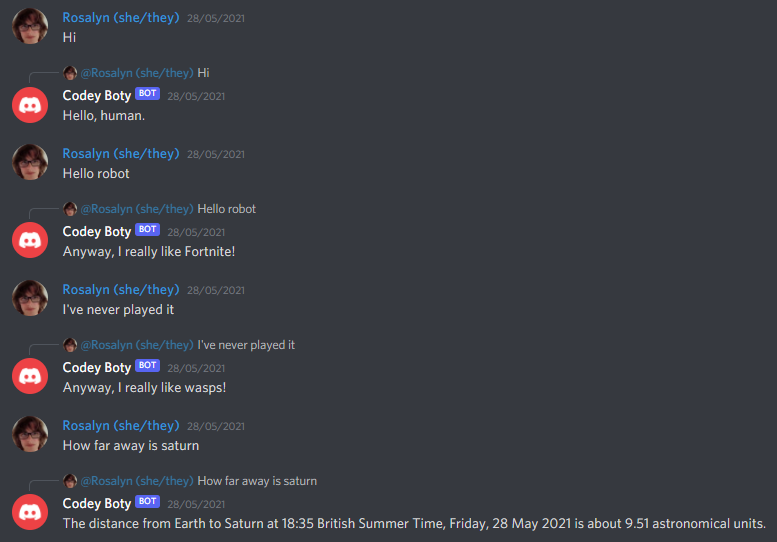 Rosalyn (she/they) 28/05/2021
Hi
@Rosalyn (she/they) Hi
Codey Boty BOT 28/05/2021
Hello, human.
Rosalyn (she/they) 28/05/2021
Hello robot
@Rosalyn (she/they) Hello robot
Codey Boty BOT 28/05/2021
Anyway, I really like Fortnite!
Rosalyn (she/they) 28/05/2021
I've never played it
@Rosalyn (she/they) I've never played it
Codey Boty BOT 28/05/2021
Anyway, I really like wasps!
Rosalyn (she/they) 28/05/2021
How far away is saturn
@Rosalyn (she/they) How far away is saturn
Codey Boty BOT 28/05/2021
The distance from Earth to Saturn at 18:35 British Summer Time, Friday, 28 May 2021 is about 9.51 astronomical units.